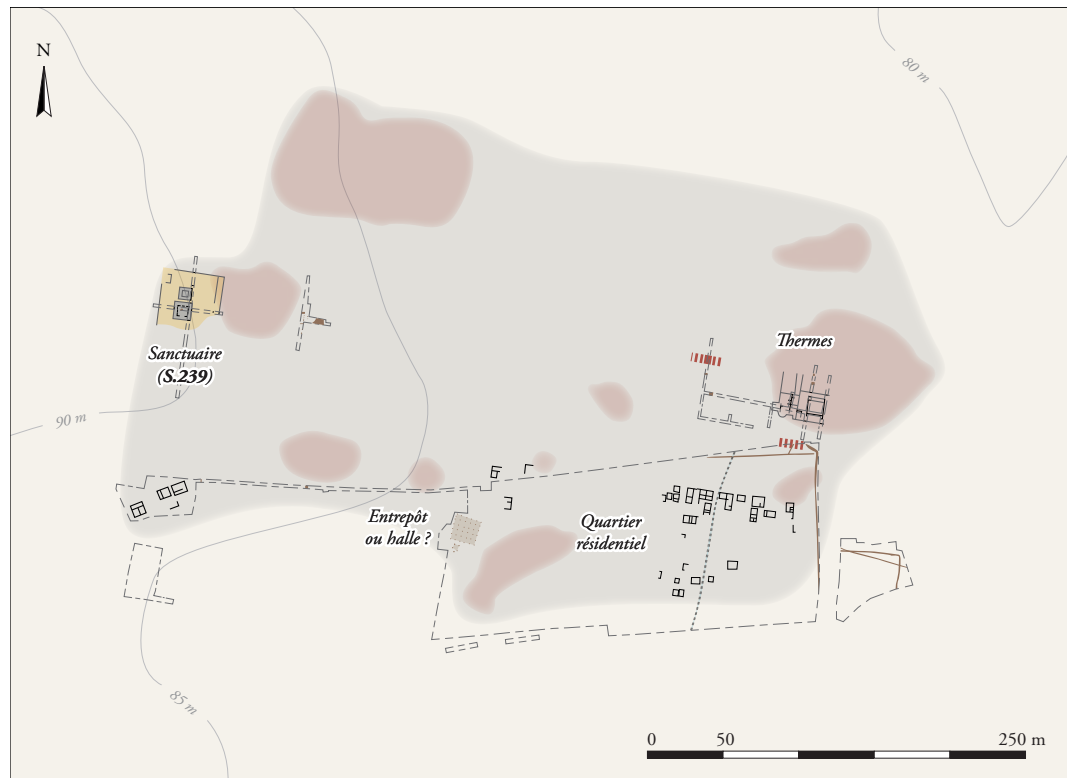 N
80 m
Thermes
Sanctuaire
(S.239)
90 m
Entrepôt
ou halle ?
Quartier
résidentiel
85 m
0 50 250 m